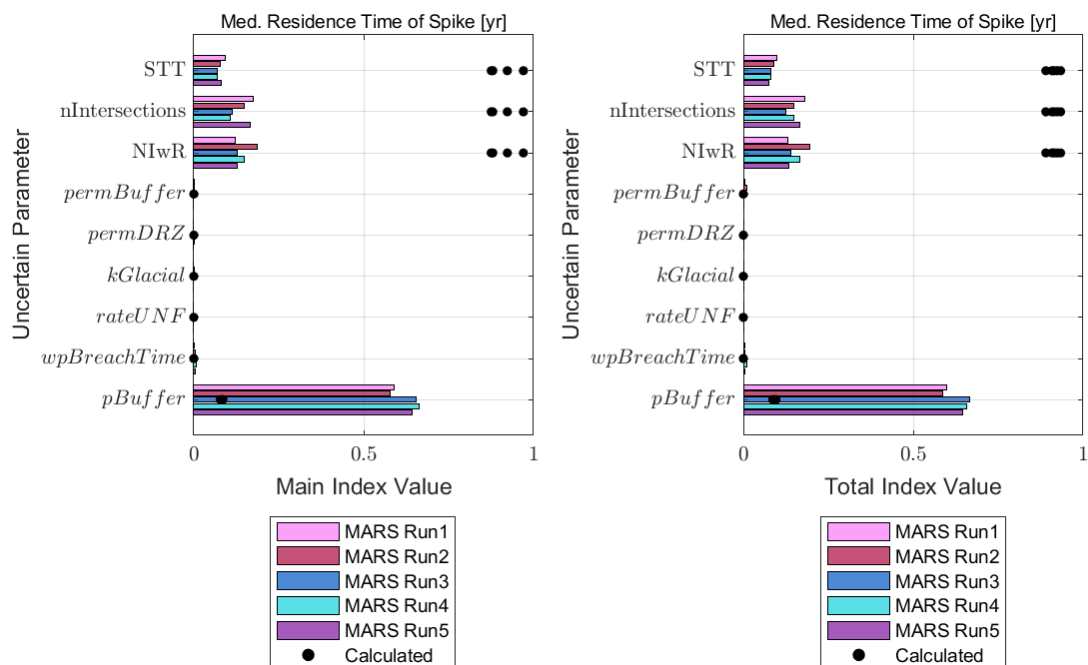 Med. Residence Time of Spike [yr]
Uncertain Parameter
STT
nIntersections
NIwR
permBuffer
permDRZ
kGlacial
rateUNF
wpBreachTime
pBuffer
0 0.5 1
Main Index Value
MARS Run1
MARS Run2
MARS Run3
MARS Run4
MARS Run5
Calculated
Med. Residence Time of Spike [yr]
Uncertain Parameter
STT
nIntersections
NIwR
permBuffer
permDRZ
kGlacial
rateUNF
wpBreachTime
pBuffer
0 0.5 1
Total Index Value
MARS Run1
MARS Run2
MARS Run3
MARS Run4
MARS Run5
Calculated